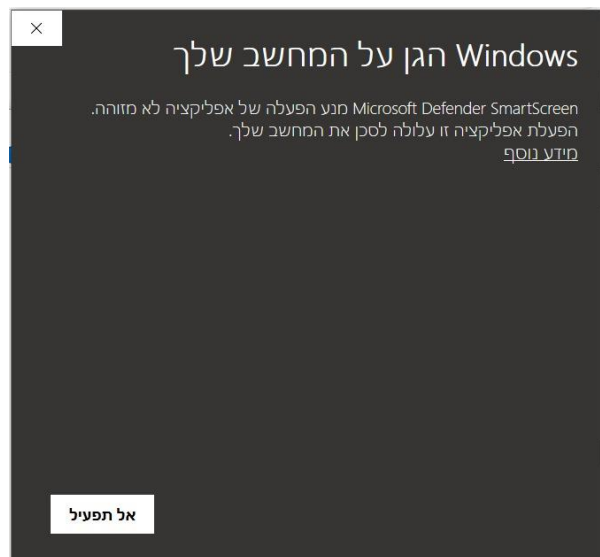 Windows הגן על המחשב שלך
Microsoft Defender SmartScreen מנע הפעלה של אפליקציה לא מזוהה.
הפעלת אפליקציה זו עלולה לסכן את המחשב שלך.
מידע נוסף
אל תפעיל